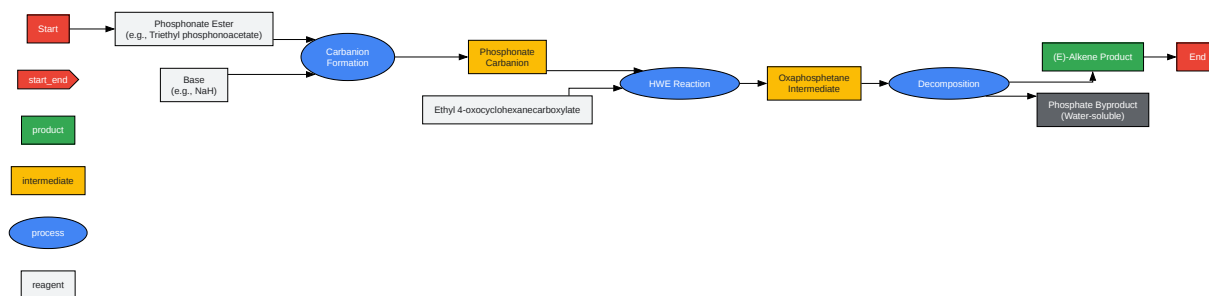 Start
Phosphonate Ester
(e.g., Triethyl phosphonoacetate)
Base
(e.g., NaH)
Carbanion
Formation
Phosphonate
Carbanion
Ethyl 4-oxocyclohexanecarboxylate
HWE Reaction
Oxaphosphetane
Intermediate
Decomposition
(E)-Alkene Product
End
Phosphate Byproduct
(Water-soluble)
start_end
product
intermediate
process
reagent